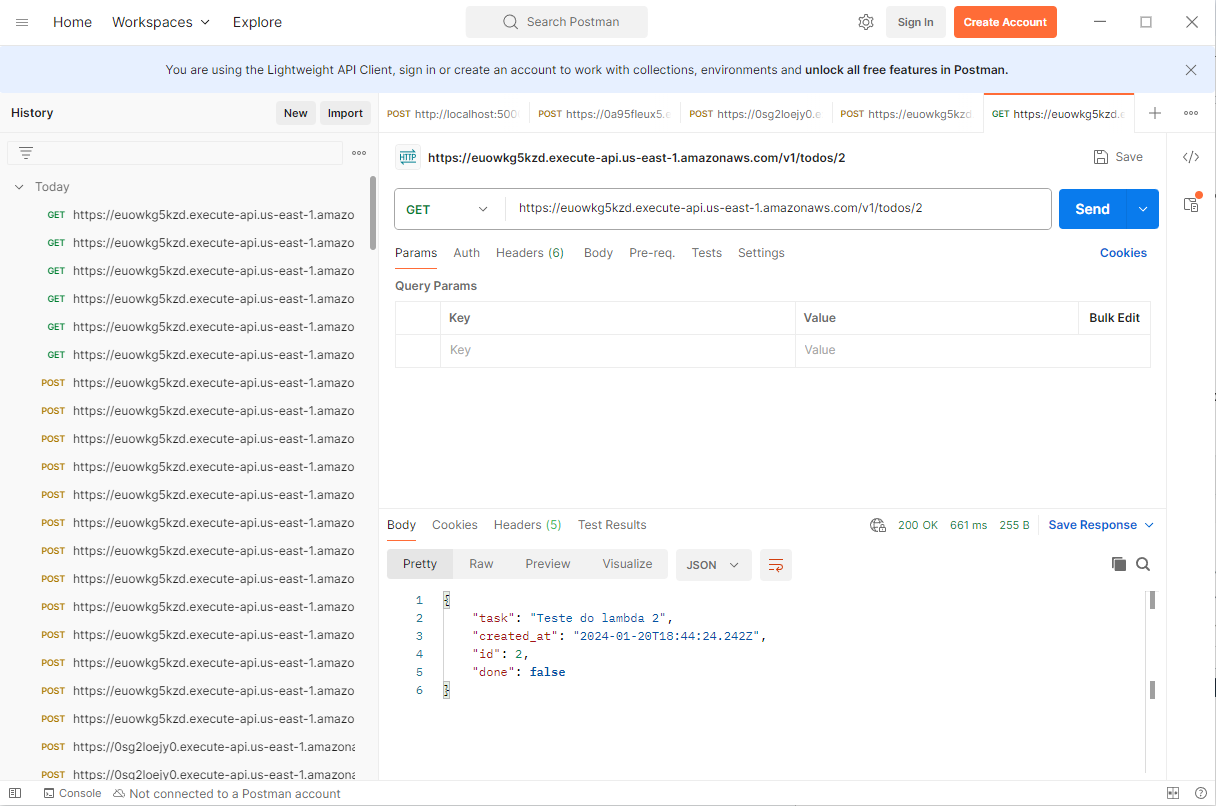 Home Workspaces Explore Search Postman Sign In Create Account
You are using the Lightweight API Client, sign in or create an account to work with collections, environments and unlock all free features in Postman.
History New Import
POST http://localhost:500 POST https://0a95fleux5.e POST https://0sg2loejy0.e POST https://euowkg5kzd. GET https://euowkg5kzd.e
HTTP https://euowkg5kzd.execute-api.us-east-1.amazonaws.com/v1/todos/2 Save
Today
GET https://euowkg5kzd.execute-api.us-east-1.amazo
GET https://euowkg5kzd.execute-api.us-east-1.amazo
GET https://euowkg5kzd.execute-api.us-east-1.amazo
GET https://euowkg5kzd.execute-api.us-east-1.amazo
GET https://euowkg5kzd.execute-api.us-east-1.amazo
GET https://euowkg5kzd.execute-api.us-east-1.amazo
POST https://euowkg5kzd.execute-api.us-east-1.amazo
POST https://euowkg5kzd.execute-api.us-east-1.amazo
POST https://euowkg5kzd.execute-api.us-east-1.amazo
POST https://euowkg5kzd.execute-api.us-east-1.amazo
POST https://euowkg5kzd.execute-api.us-east-1.amazo
POST https://euowkg5kzd.execute-api.us-east-1.amazo
POST https://euowkg5kzd.execute-api.us-east-1.amazo
POST https://euowkg5kzd.execute-api.us-east-1.amazo
POST https://euowkg5kzd.execute-api.us-east-1.amazo
POST https://euowkg5kzd.execute-api.us-east-1.amazo
POST https://euowkg5kzd.execute-api.us-east-1.amazo
POST https://euowkg5kzd.execute-api.us-east-1.amazo
POST https://euowkg5kzd.execute-api.us-east-1.amazo
POST https://0sg2loejy0.execute-api.us-east-1.amazona
POST https://0sg2loejy0.execute-api.us-east-1.amazona
GET https://euowkg5kzd.execute-api.us-east-1.amazonaws.com/v1/todos/2 Send
Params Auth Headers (6) Body Pre-req. Tests Settings Cookies
Query Params
Key Value Bulk Edit
Key Value
Body Cookies Headers (5) Test Results 200 OK 661 ms 255 B Save Response
Pretty Raw Preview Visualize JSON
1 {
2 "task": "Teste do lambda 2",
3 "created_at": "2024-01-20T18:44:24.242Z",
4 "id": 2,
5 "done": false
6 }
Console Not connected to a Postman account